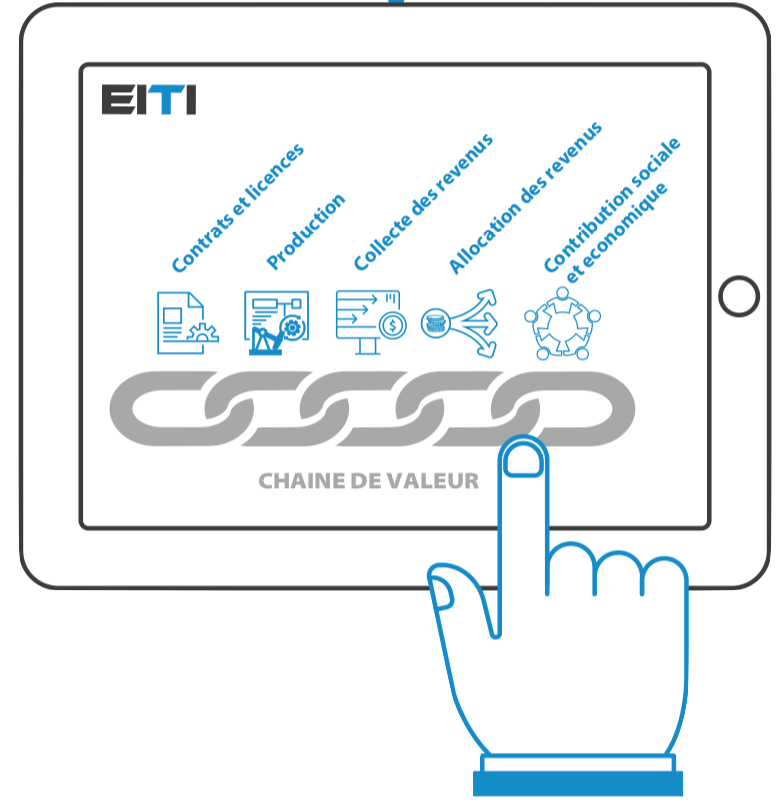 EITI
Contrats et licences
Production
Collecte des revenus
Allocation des revenus
Contribution sociale
et economique
CHAINE DE VALEUR